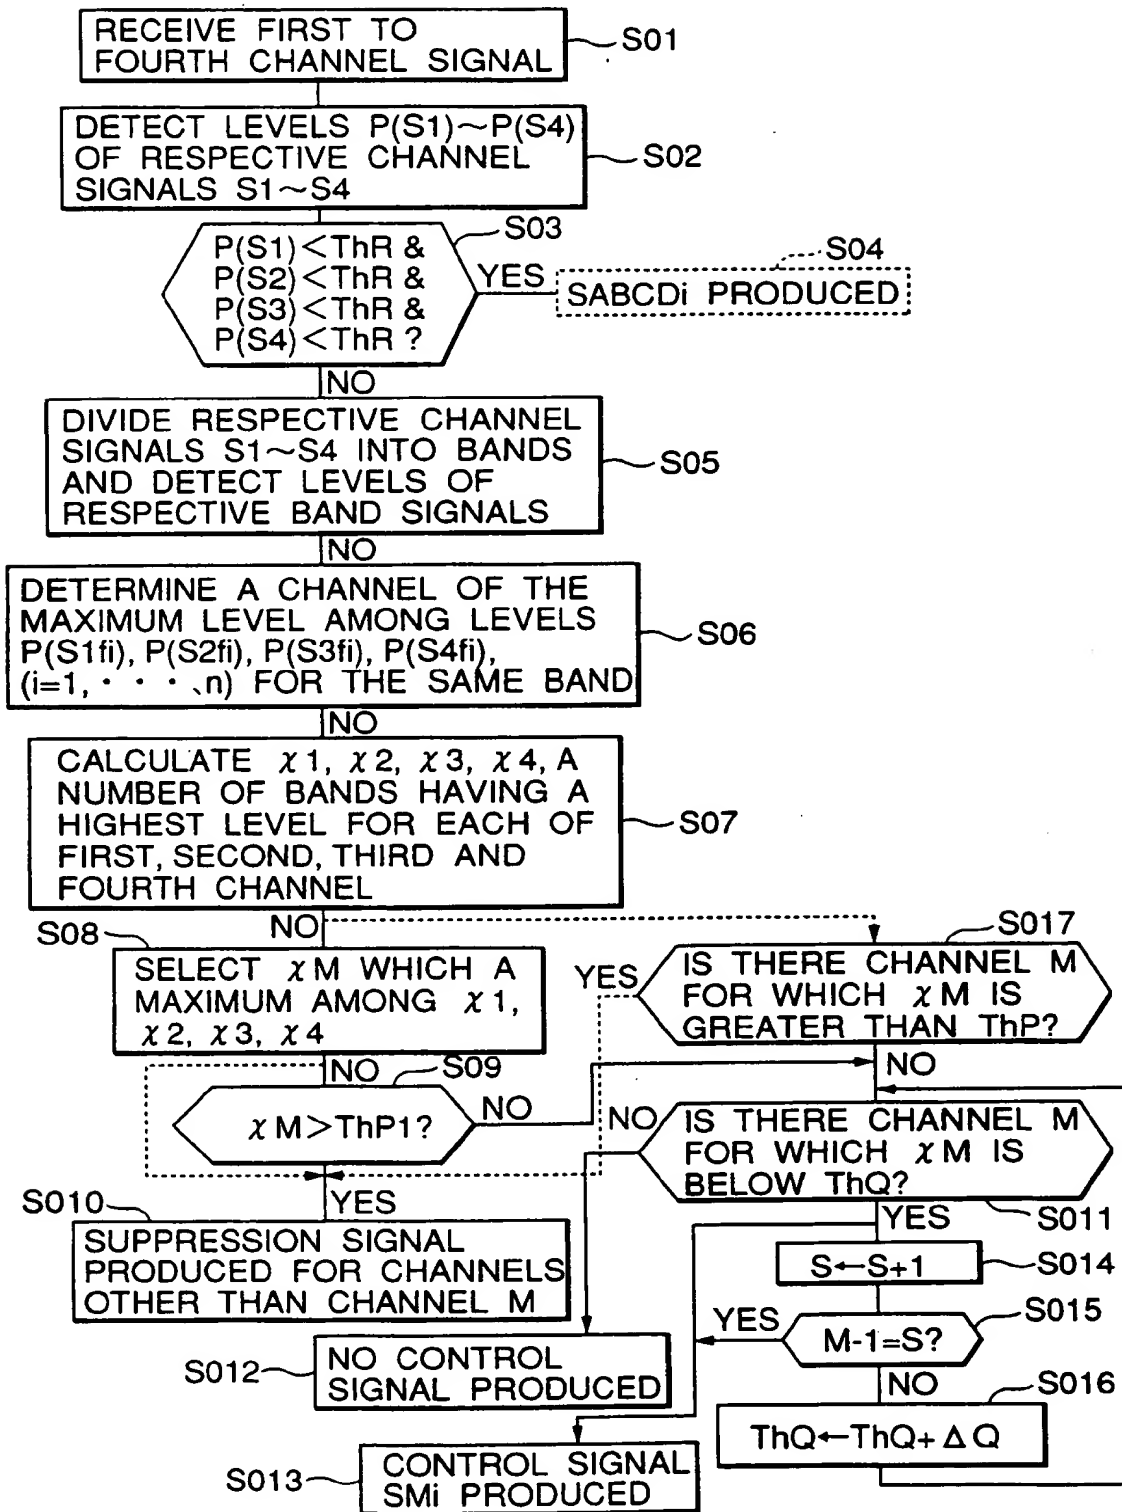 RECEIVE FIRST TO
FOURTH CHANNEL SIGNAL
S01
DETECT LEVELS P(S1)~P(S4)
OF RESPECTIVE CHANNEL
SIGNALS S1~S4
S02
P(S1)<ThR &
P(S2)<ThR &
P(S3)<ThR &
P(S4)<ThR ?
S03
YES
S04
SABCDi PRODUCED
NO
DIVIDE RESPECTIVE CHANNEL
SIGNALS S1~S4 INTO BANDS
AND DETECT LEVELS OF
RESPECTIVE BAND SIGNALS
S05
NO
DETERMINE A CHANNEL OF THE
MAXIMUM LEVEL AMONG LEVELS
P(S1fi), P(S2fi), P(S3fi), P(S4fi),
(i=1, ・ ・ ・、n) FOR THE SAME BAND
S06
NO
CALCULATE χ1, χ2, χ3, χ4, A
NUMBER OF BANDS HAVING A
HIGHEST LEVEL FOR EACH OF
FIRST, SECOND, THIRD AND
FOURTH CHANNEL
S07
NO
S08
SELECT χM WHICH A
MAXIMUM AMONG χ1,
χ2, χ3, χ4
S017
YES
IS THERE CHANNEL M
FOR WHICH χM IS
GREATER THAN ThP?
NO
NO
S09
χM>ThP1?
NO
NO
IS THERE CHANNEL M
FOR WHICH χM IS
BELOW ThQ?
S011
YES
YES
S010
SUPPRESSION SIGNAL
PRODUCED FOR CHANNELS
OTHER THAN CHANNEL M
S←S+1
S014
YES
M-1=S?
S015
S012
NO CONTROL
SIGNAL PRODUCED
NO
S016
ThQ←ThQ+ΔQ
S013
CONTROL SIGNAL
SMi PRODUCED